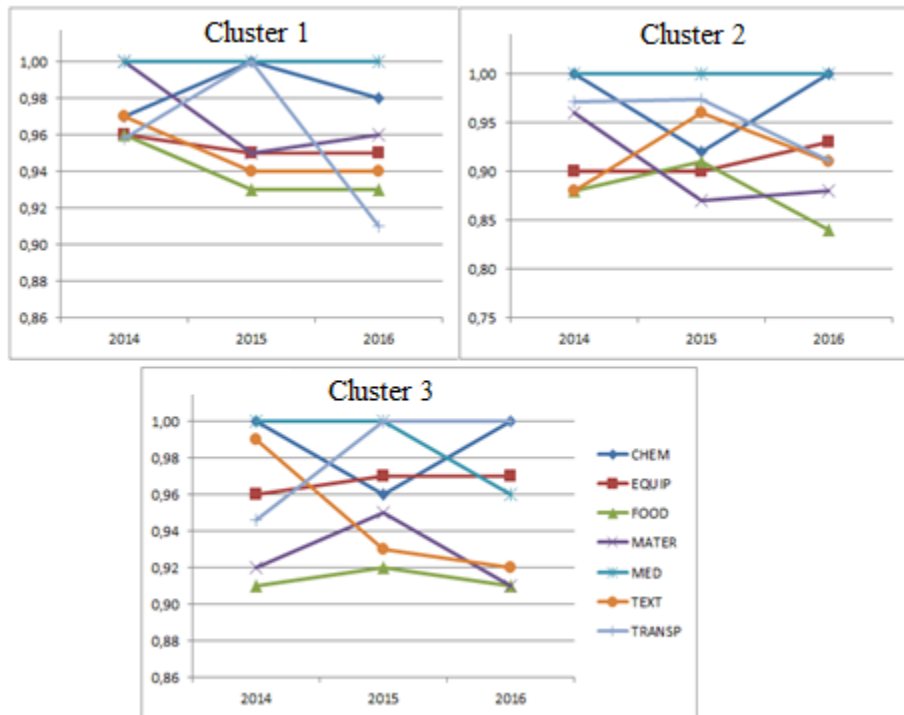 Cluster 1
1,00
0,98
0,96
0,94
0,92
0,90
0,88
0,86
2014 2015 2016
Cluster 2
1,00
0,95
0,90
0,85
0,80
0,75
2014 2015 2016
Cluster 3
1,00
0,98
0,96
0,94
0,92
0,90
0,88
0,86
2014 2015 2016
CHEM
EQUIP
FOOD
MATER
MED
TEXT
TRANSP